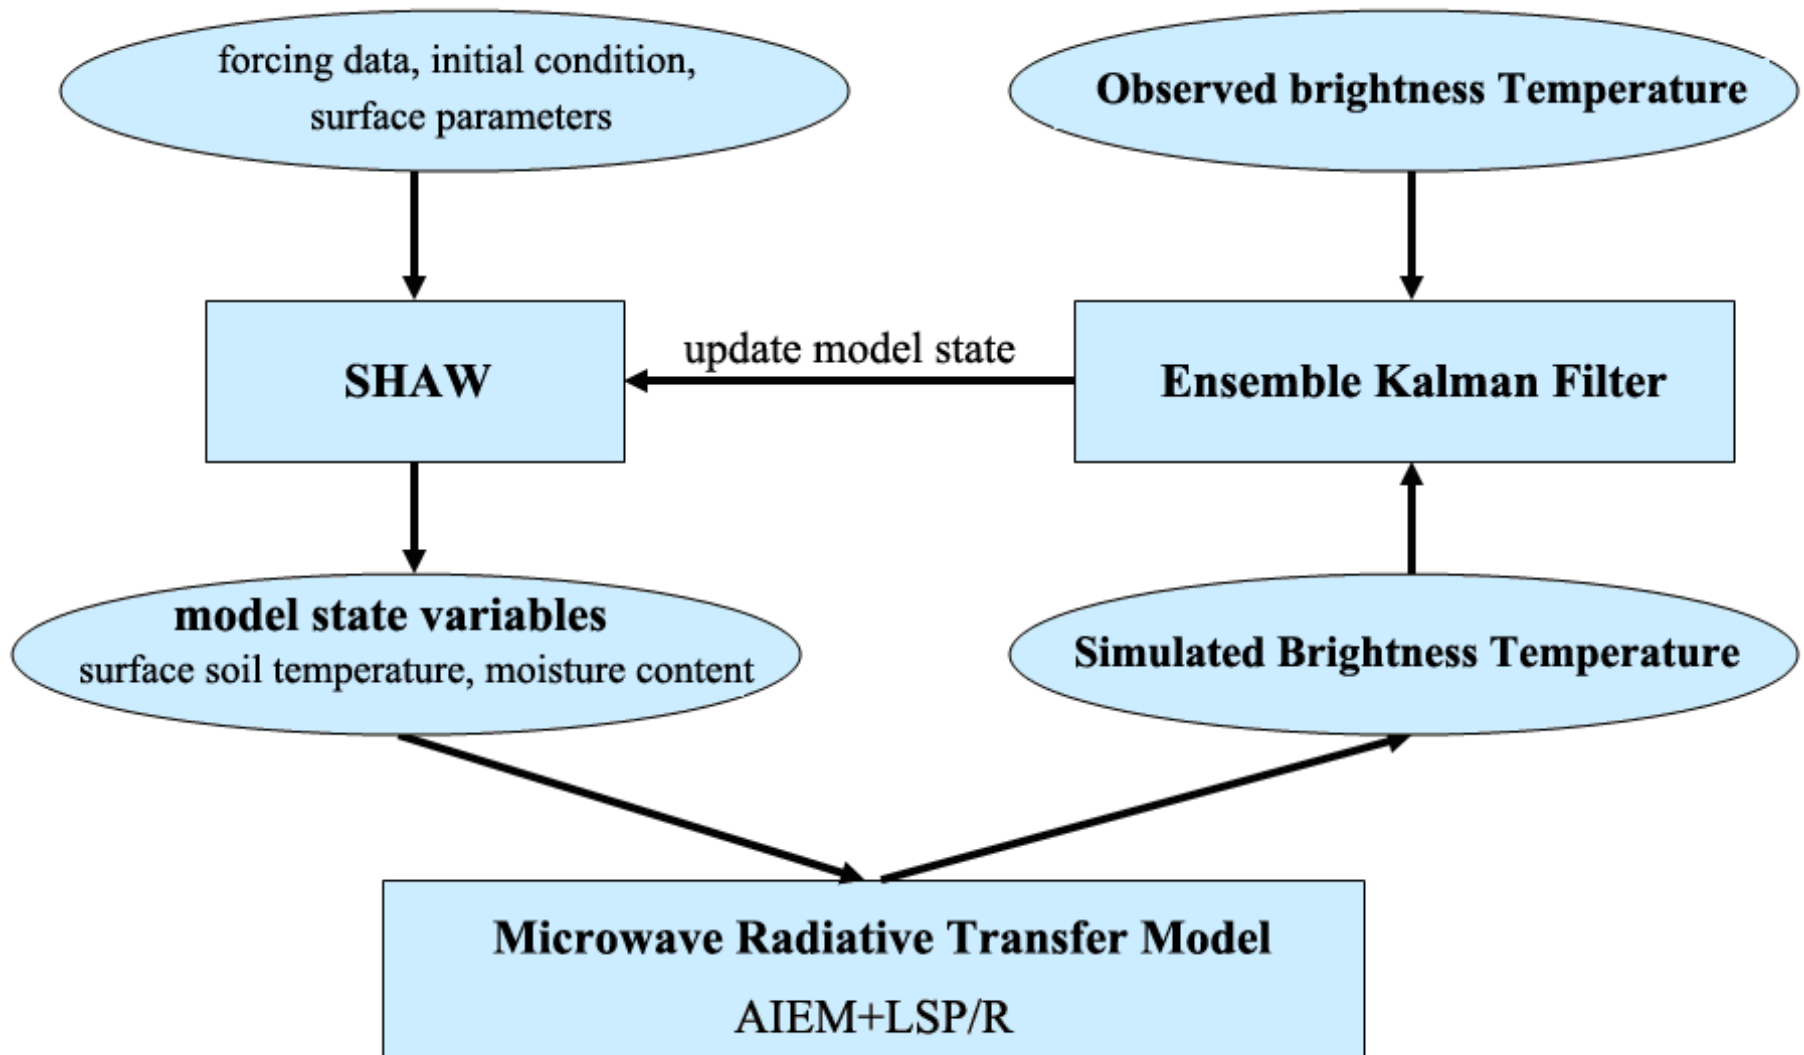 forcing data, initial condition,
surface parameters
Observed brightness Temperature
SHAW
update model state
Ensemble Kalman Filter
model state variables
surface soil temperature, moisture content
Simulated Brightness Temperature
Microwave Radiative Transfer Model
AIEM+LSP/R